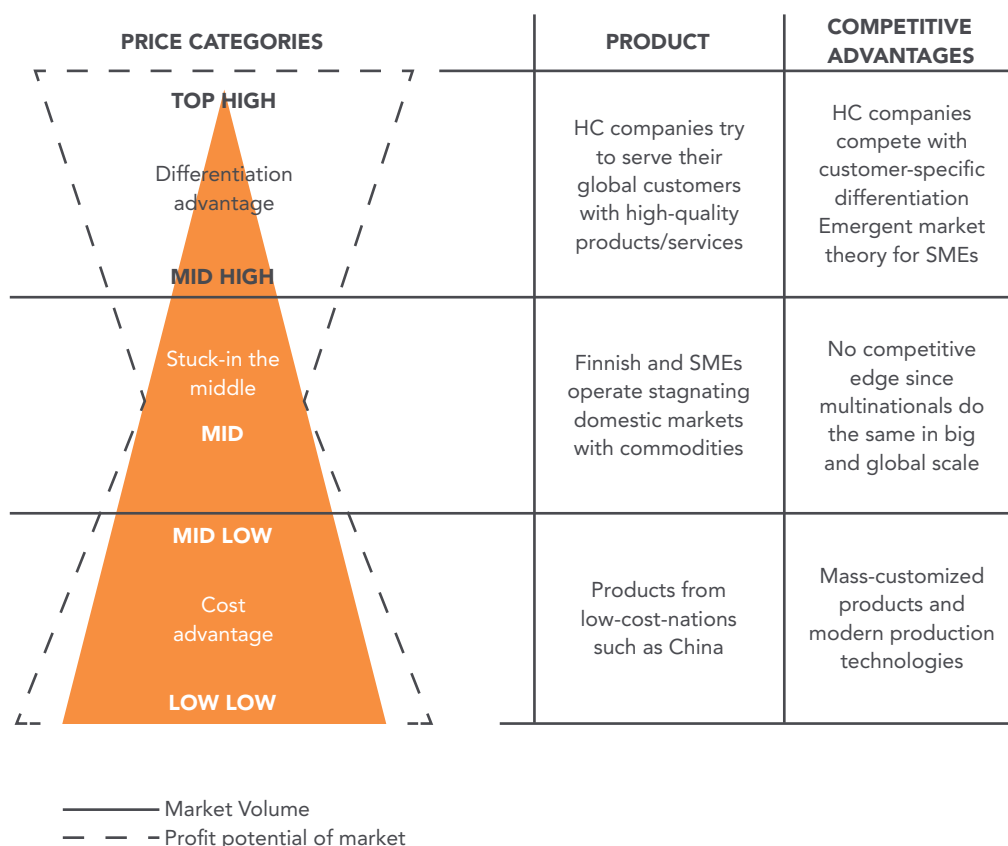 PRICE CATEGORIES
PRODUCT
COMPETITIVE
ADVANTAGES
TOP HIGH
Differentiation
advantage
MID HIGH
HC companies try
to serve their
global customers
with high-quality
products/services
HC companies
compete with
customer-specific
differentiation
Emergent market
theory for SMEs
Stuck-in the
middle
MID
Finnish and SMEs
operate stagnating
domestic markets
with commodities
No competitive
edge since
multinationals do
the same in big
and global scale
MID LOW
Cost
advantage
LOW LOW
Products from
low-cost-nations
such as China
Mass-customized
products and
modern production
technologies
Market Volume
Profit potential of market